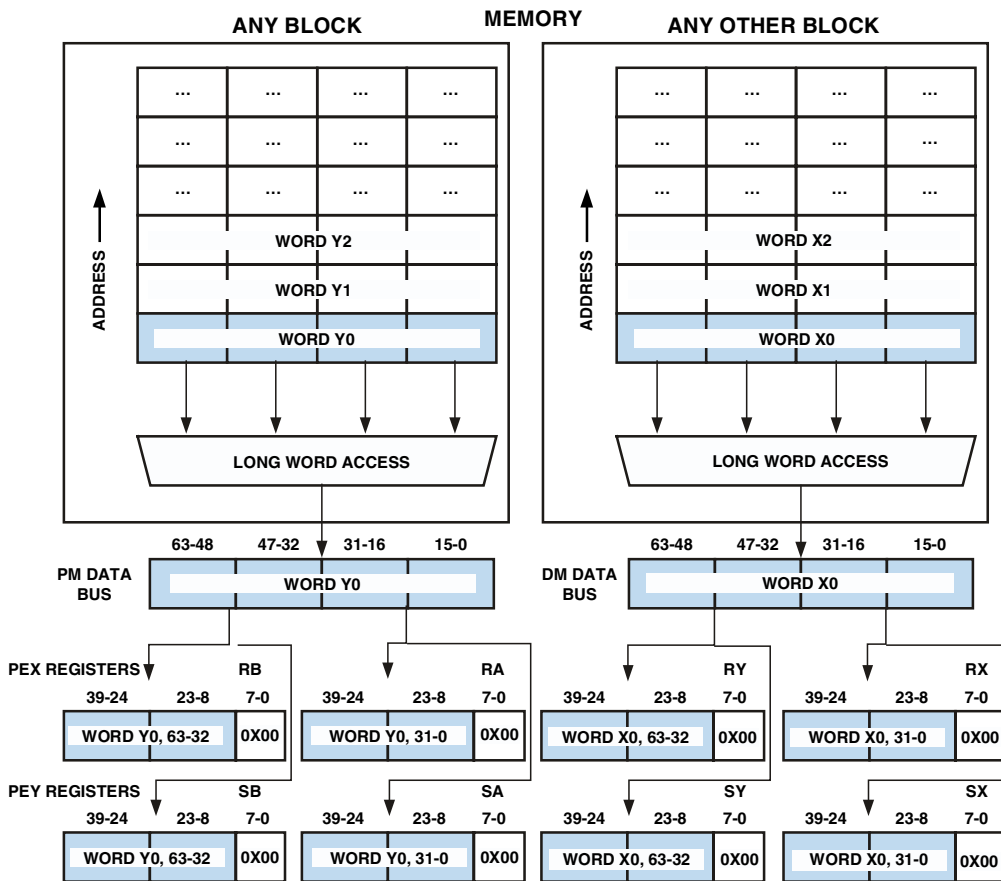 MEMORY
ANY BLOCK ANY OTHER BLOCK
... ... ... ... ... ... ... ...
... ... ... ... ... ... ... ...
... ... ... ... ... ... ... ...
ADDRESS ADDRESS
WORD Y2 WORD X2
WORD Y1 WORD X1
WORD Y0 WORD X0
LONG WORD ACCESS LONG WORD ACCESS
63-48 47-32 31-16 15-0 63-48 47-32 31-16 15-0
PM DATA BUS WORD Y0 DM DATA BUS WORD X0
PEX REGISTERS RB RA RY RX
39-24 23-8 7-0 39-24 23-8 7-0 39-24 23-8 7-0 39-24 23-8 7-0
WORD Y0, 63-32 0X00 WORD Y0, 31-0 0X00 WORD X0, 63-32 0X00 WORD X0, 31-0 0X00
PEY REGISTERS SB SA SY SX
39-24 23-8 7-0 39-24 23-8 7-0 39-24 23-8 7-0 39-24 23-8 7-0
WORD Y0, 63-32 0X00 WORD Y0, 31-0 0X00 WORD X0, 63-32 0X00 WORD X0, 31-0 0X00